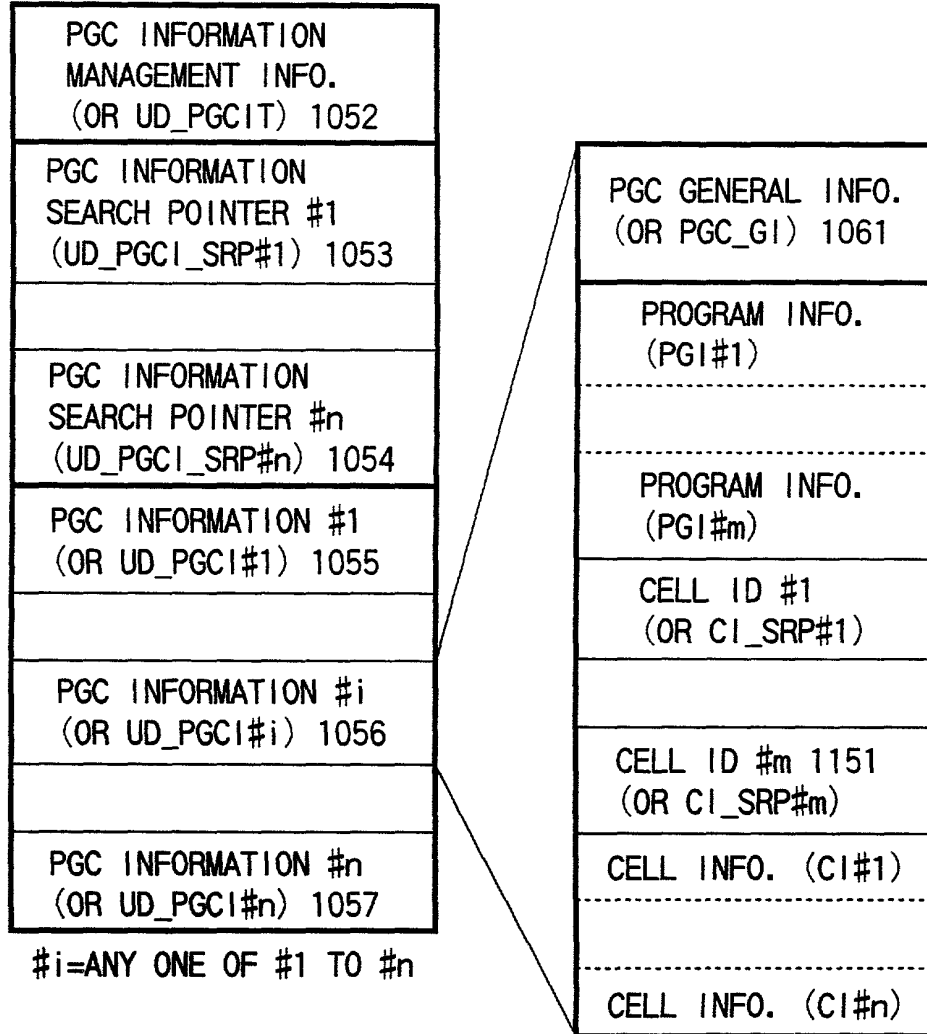 PGC INFORMATION
MANAGEMENT INFO.
(OR UD_PGCIT) 1052
PGC INFORMATION
SEARCH POINTER #1
(UD_PGCI_SRP#1) 1053
PGC INFORMATION
SEARCH POINTER #n
(UD_PGCI_SRP#n) 1054
PGC INFORMATION #1
(OR UD_PGCI#1) 1055
PGC INFORMATION #i
(OR UD_PGCI#i) 1056
PGC INFORMATION #n
(OR UD_PGCI#n) 1057
#i=ANY ONE OF #1 TO #n
PGC GENERAL INFO.
(OR PGC_GI) 1061
PROGRAM INFO.
(PGI#1)
PROGRAM INFO.
(PGI#m)
CELL ID #1
(OR CI_SRP#1)
CELL ID #m 1151
(OR CI_SRP#m)
CELL INFO. (CI#1)
CELL INFO. (CI#n)